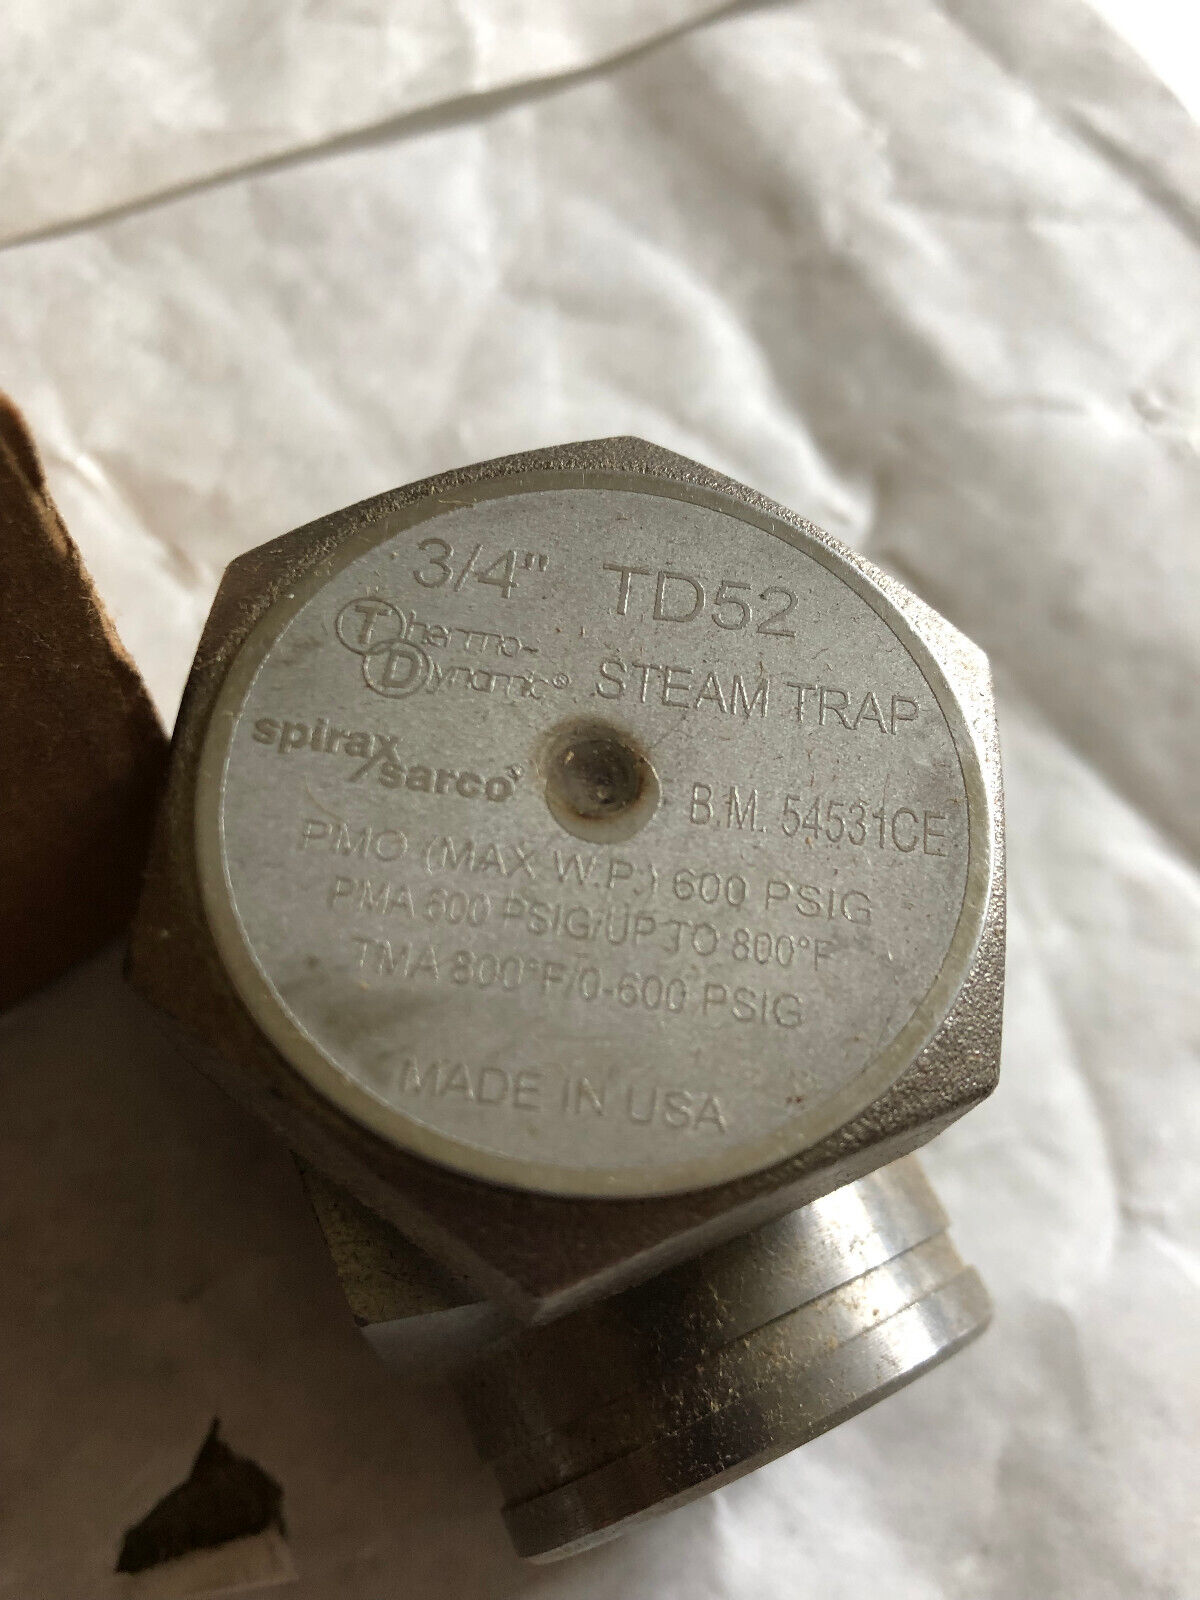 3/4" TD52
Thermo-
Dynamic® STEAM TRAP
spirax
sarco B.M. 54531CE
PMO (MAX W.P.) 600 PSIG
PMA 600 PSIG/UP TO 800°F
TMA 800°F/0-600 PSIG
MADE IN USA